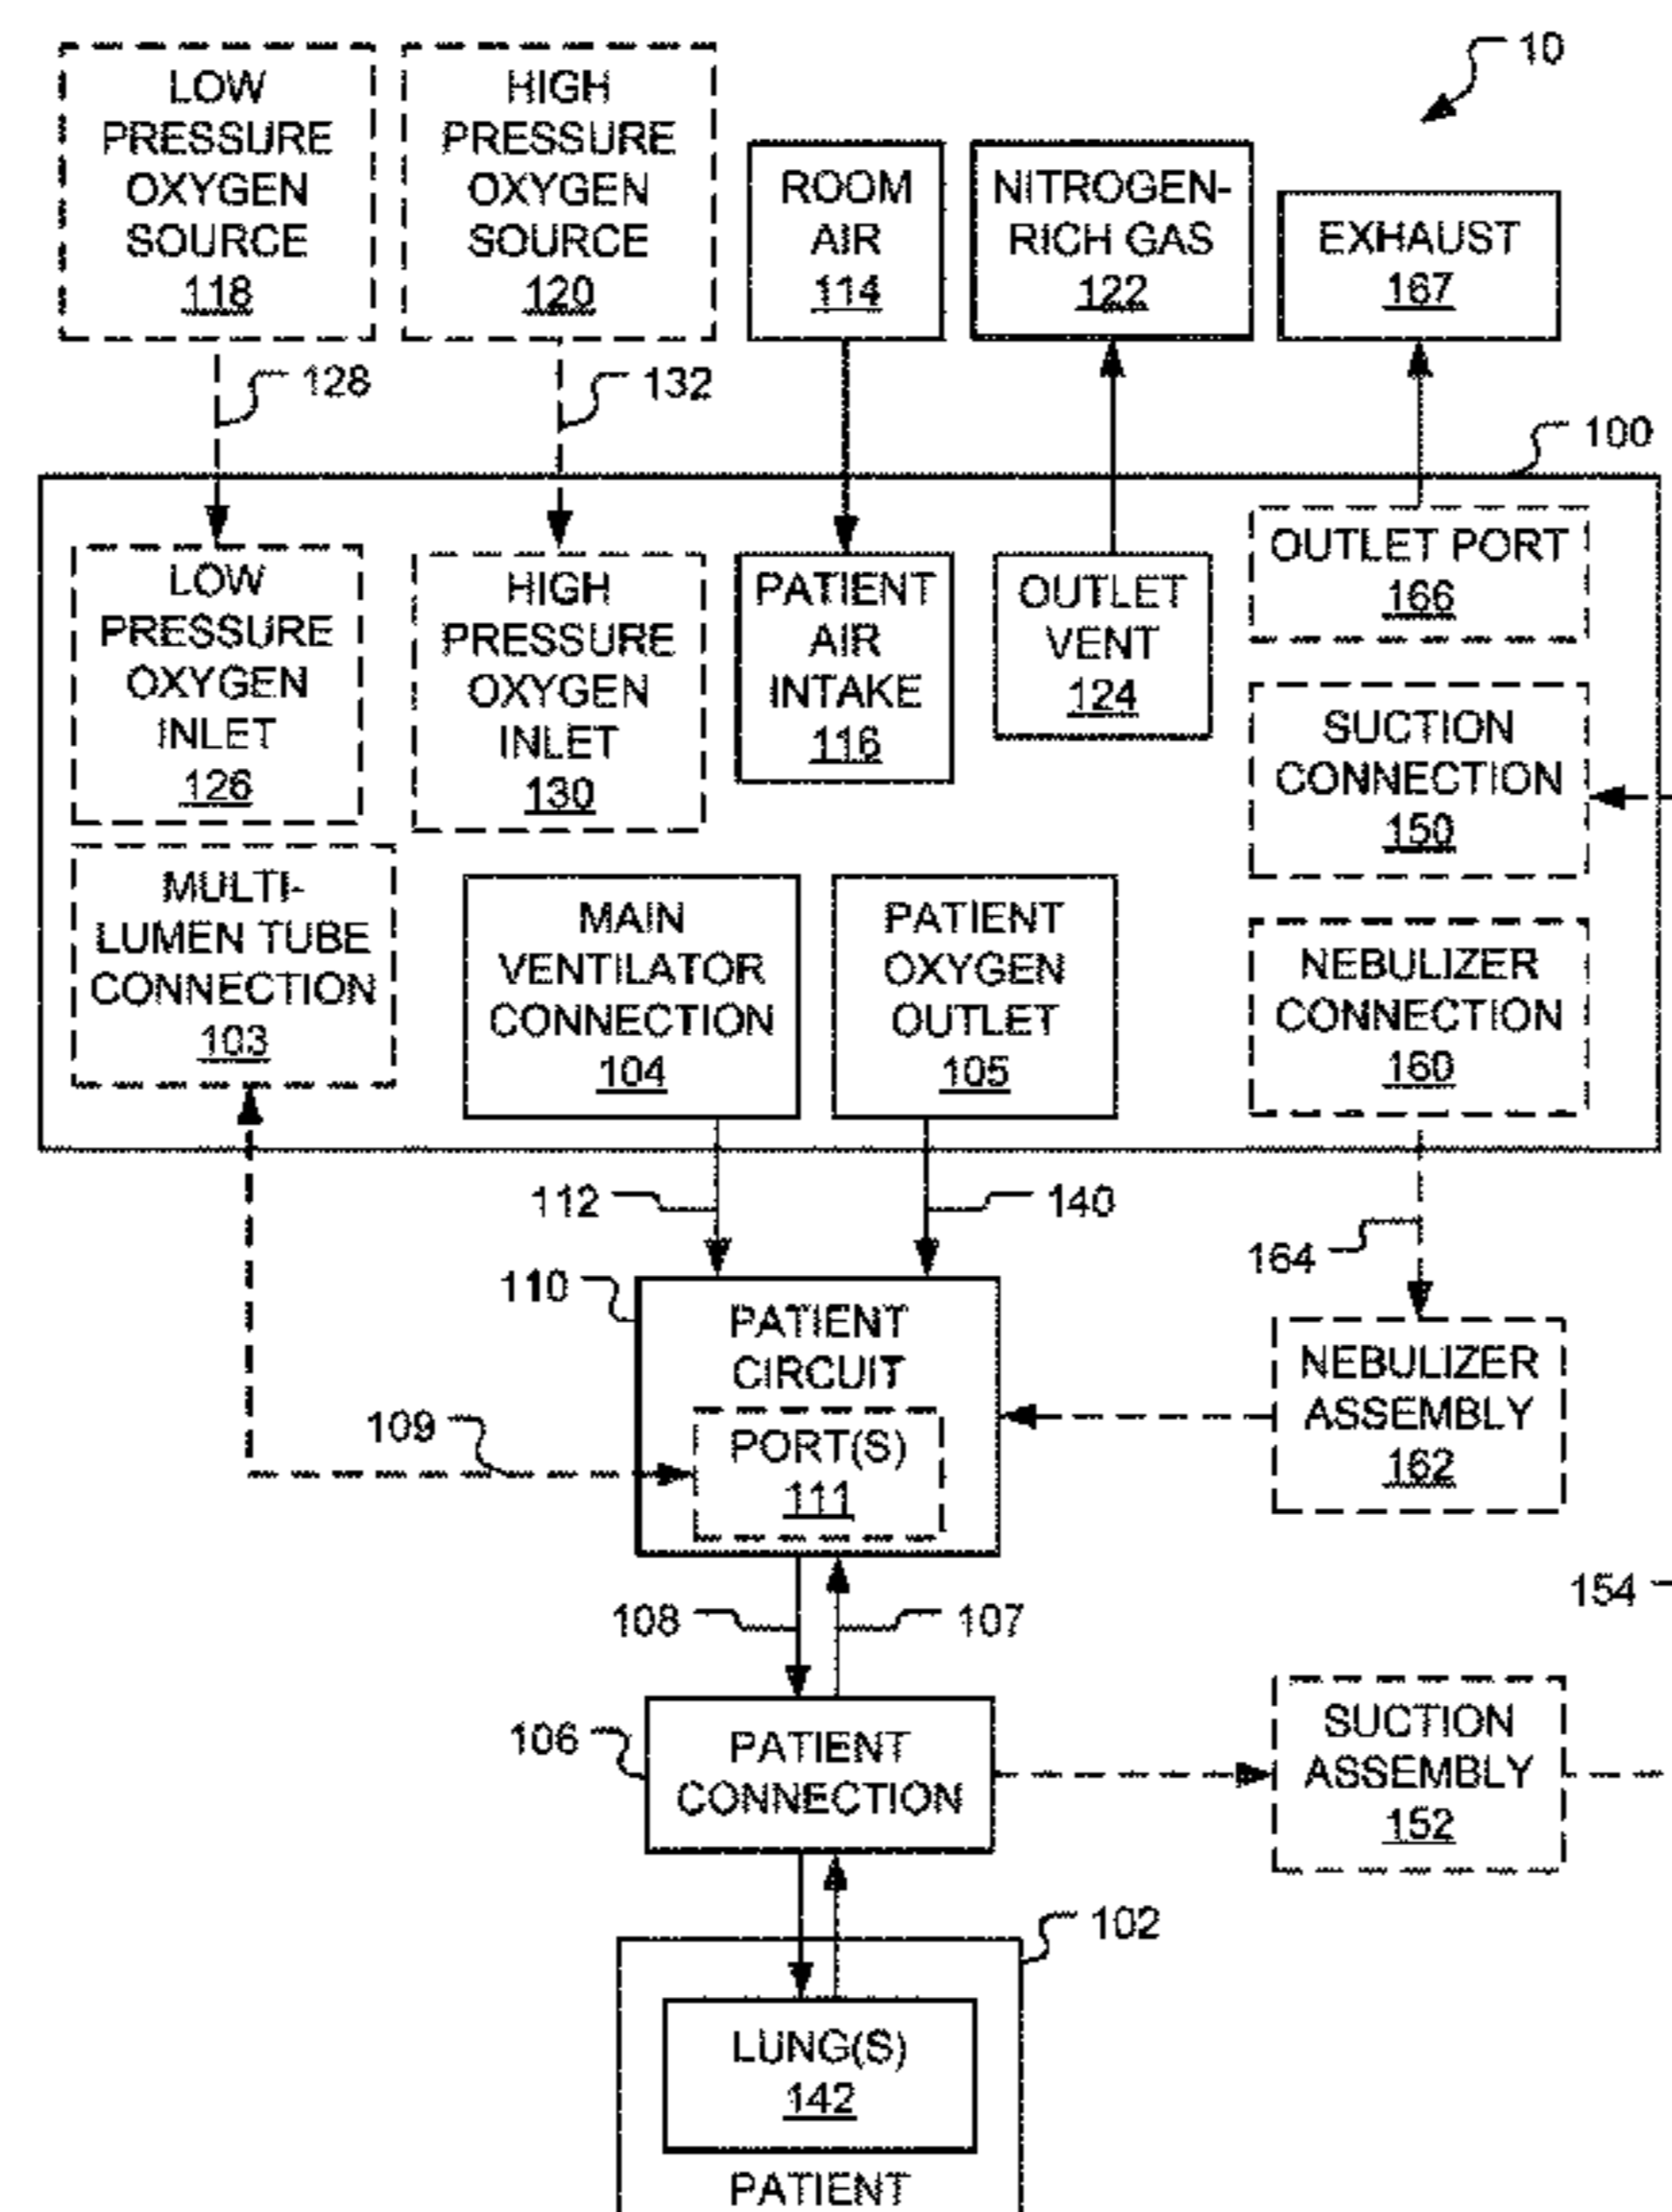 10
LOW
PRESSURE
OXYGEN
SOURCE
118
HIGH
PRESSURE
OXYGEN
SOURCE
120
ROOM
AIR
114
NITROGEN-
RICH GAS
122
EXHAUST
167
128
132
100
LOW
PRESSURE
OXYGEN
INLET
126
HIGH
PRESSURE
OXYGEN
INLET
130
PATIENT
AIR
INTAKE
116
OUTLET
VENT
124
OUTLET PORT
166
SUCTION
CONNECTION
150
MULTI-
LUMEN TUBE
CONNECTION
103
MAIN
VENTILATOR
CONNECTION
104
PATIENT
OXYGEN
OUTLET
105
NEBULIZER
CONNECTION
160
112
140
164
110
PATIENT
CIRCUIT
PORT(S)
111
109
NEBULIZER
ASSEMBLY
162
154
108
107
106
PATIENT
CONNECTION
SUCTION
ASSEMBLY
152
102
LUNG(S)
142
PATIENT